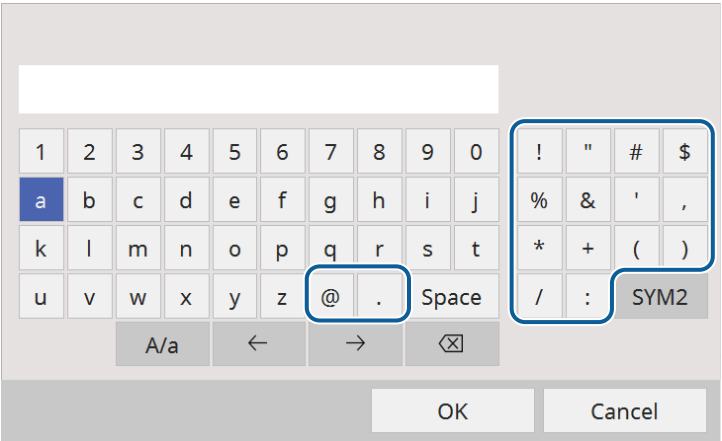 1 2 3 4 5 6 7 8 9 0 ! " # $
a b c d e f g h i j % & ' ,
k l m n o p q r s t * + ( )
u v w x y z @ . Space / : SYM2
A/a ← → ⌫
OK Cancel